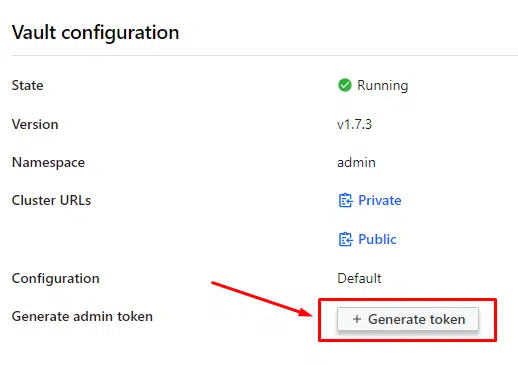 Vault configuration
State Running
Version v1.7.3
Namespace admin
Cluster URLs Private
Public
Configuration Default
Generate admin token + Generate token